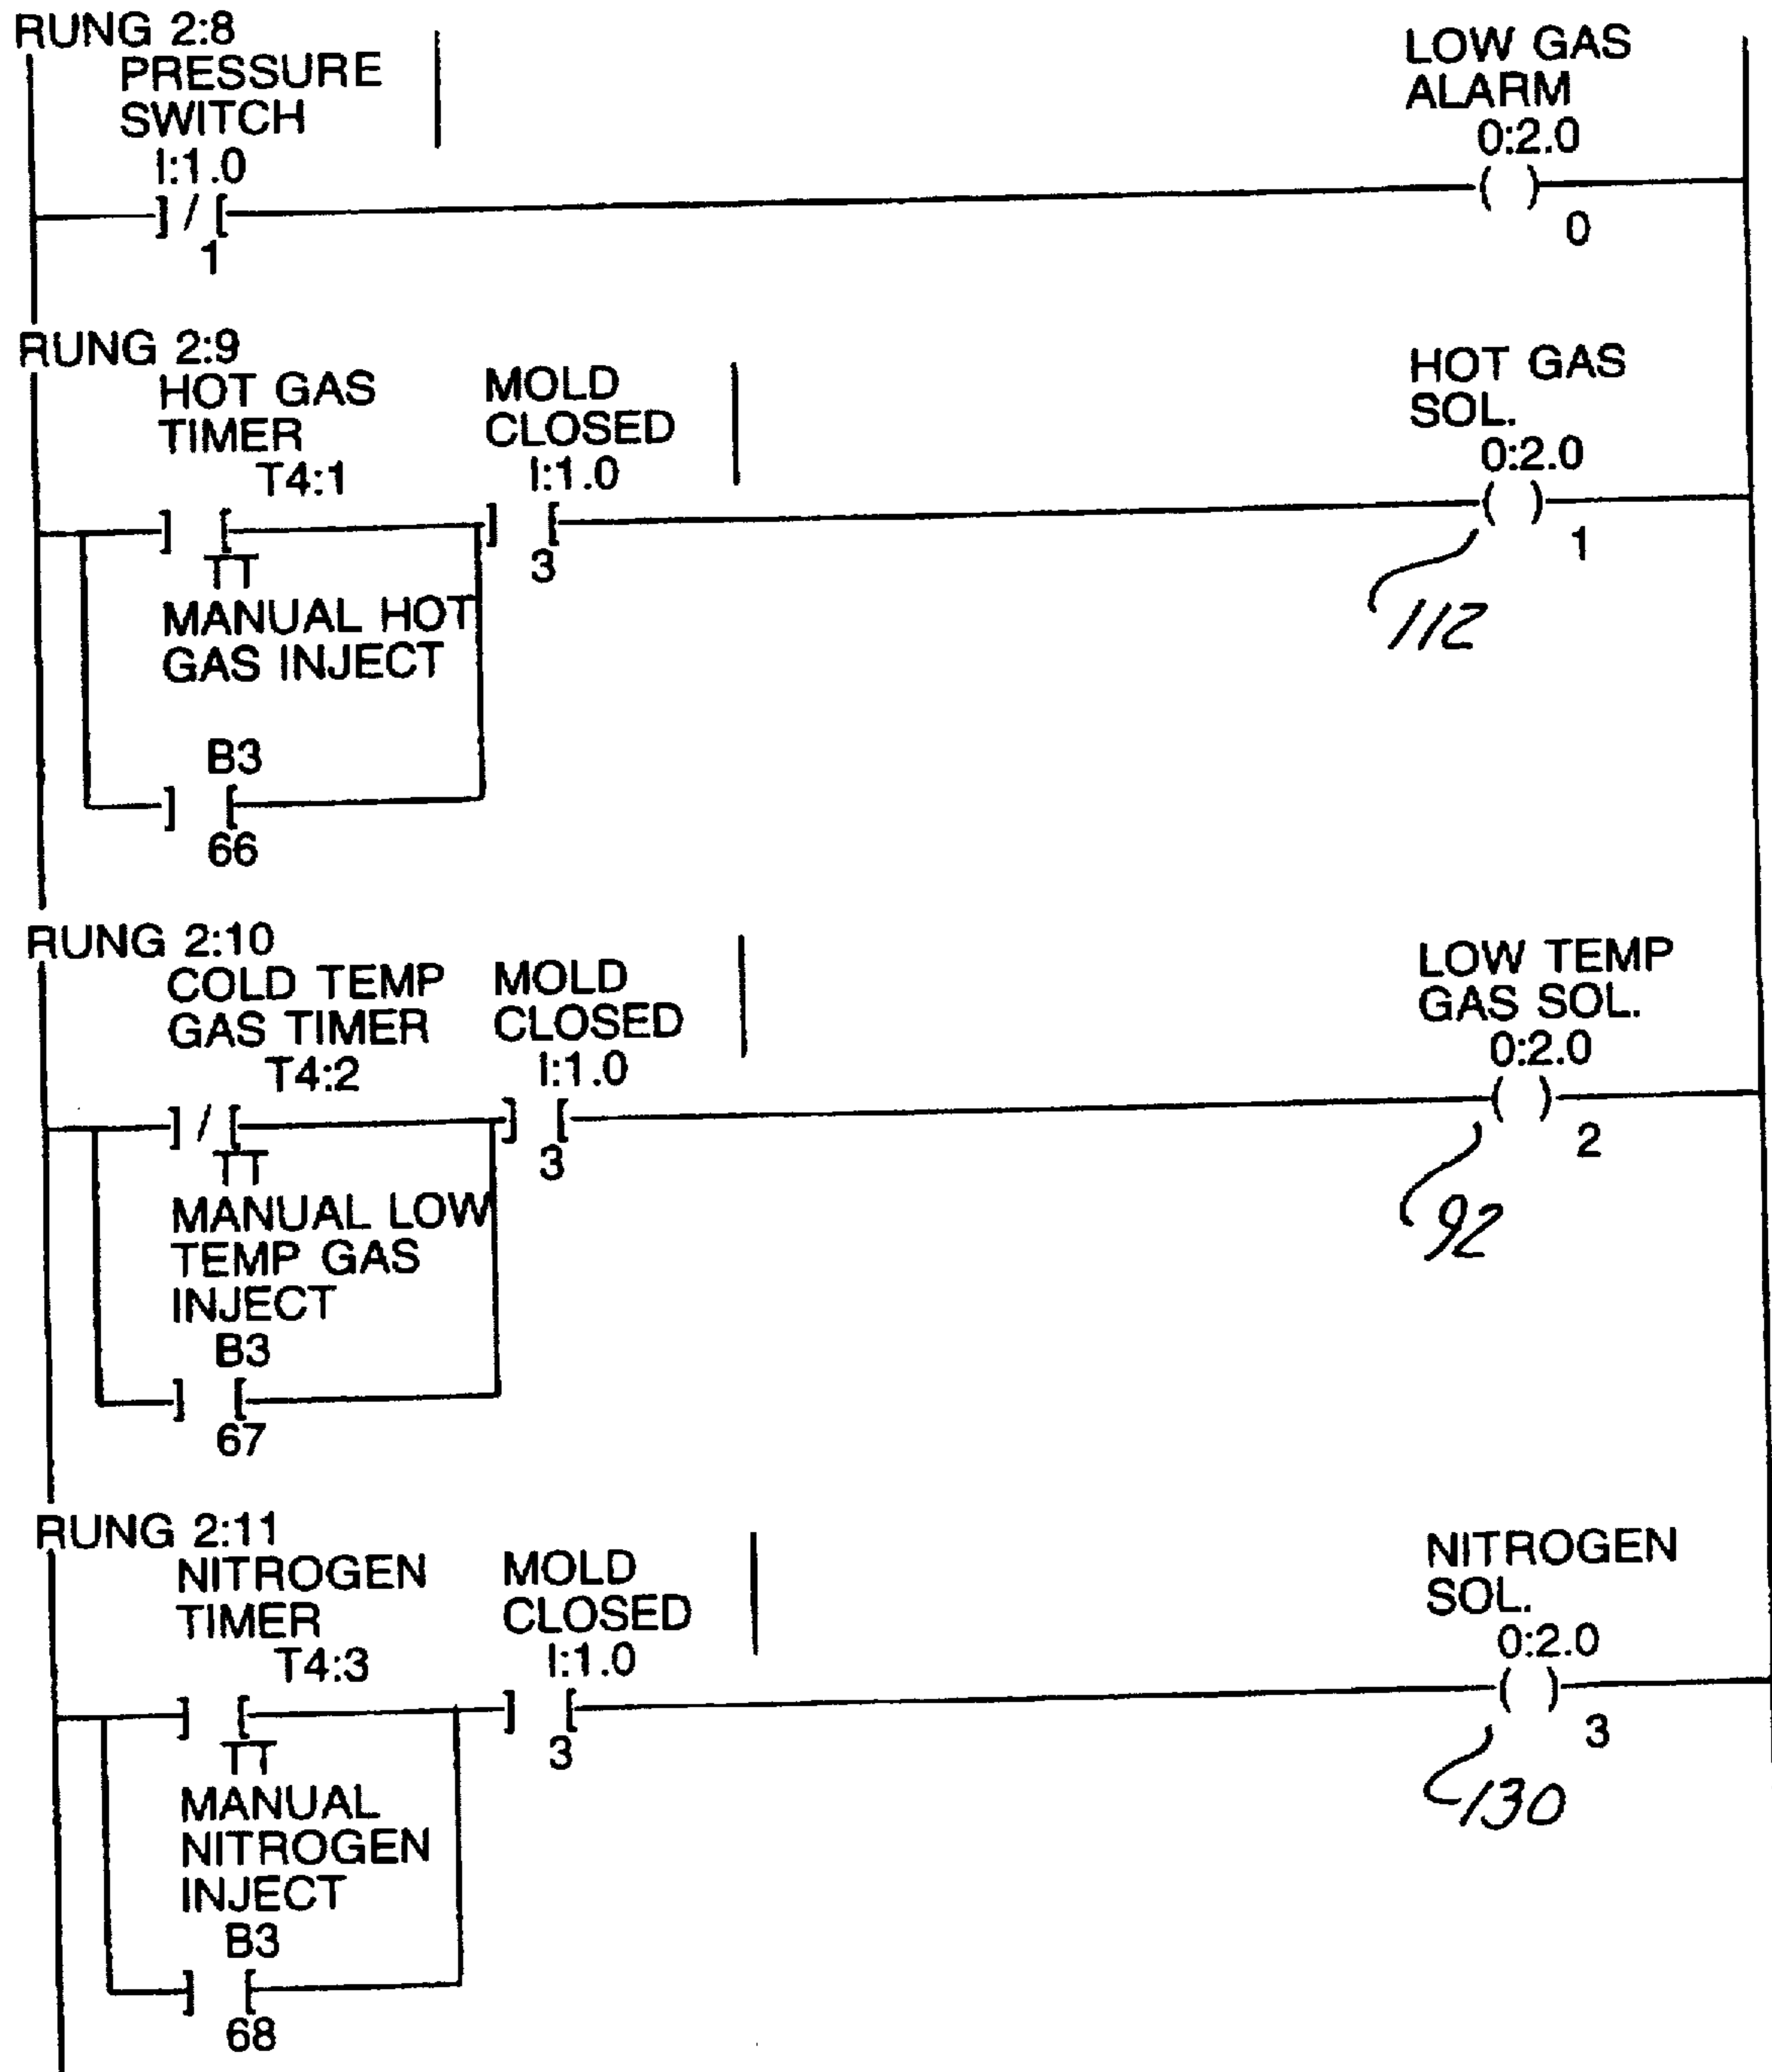 RUNG 2:8
PRESSURE
SWITCH
I:1.0
] / [
1
LOW GAS
ALARM
0:2.0
( )
0
RUNG 2:9
HOT GAS
TIMER
T4:1
] [
TT
MOLD
CLOSED
I:1.0
] [
3
HOT GAS
SOL.
0:2.0
( )
1
112
MANUAL HOT
GAS INJECT
B3
] [
66
RUNG 2:10
COLD TEMP
GAS TIMER
T4:2
] / [
TT
MOLD
CLOSED
I:1.0
] [
3
LOW TEMP
GAS SOL.
0:2.0
( )
2
92
MANUAL LOW
TEMP GAS
INJECT
B3
] [
67
RUNG 2:11
NITROGEN
TIMER
T4:3
] [
TT
MOLD
CLOSED
I:1.0
] [
3
NITROGEN
SOL.
0:2.0
( )
3
130
MANUAL
NITROGEN
INJECT
B3
] [
68